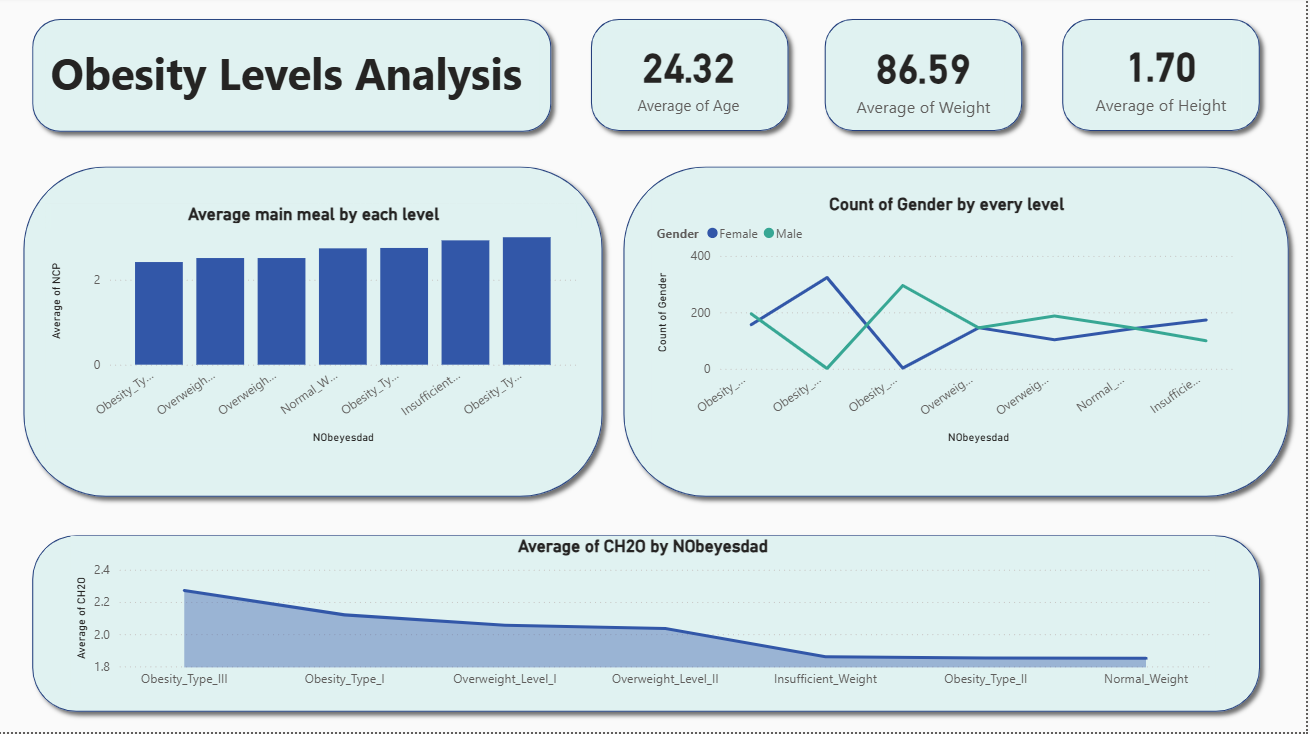 Obesity Levels Analysis
24.32
Average of Age
86.59
Average of Weight
1.70
Average of Height
Average main meal by each level
Average of NCP
2
0
Obesity_Ty...
Overweigh...
Overweigh...
Normal_W...
Obesity_Ty...
Insufficient...
Obesity_Ty...
NObeyesdad
Count of Gender by every level
Gender Female Male
Count of Gender
400
200
0
Obesity_...
Obesity_...
Obesity_...
Overweig...
Overweig...
Normal_...
Insufficie...
NObeyesdad
Average of CH2O by NObeyesdad
Average of CH2O
2.4
2.2
2.0
1.8
Obesity_Type_III Obesity_Type_I Overweight_Level_I Overweight_Level_II Insufficient_Weight Obesity_Type_II Normal_Weight